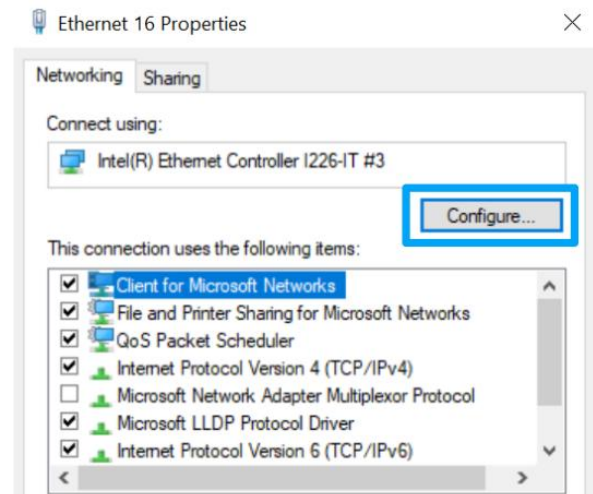 Ethernet 16 Properties
Networking Sharing
Connect using:
Intel(R) Ethernet Controller I226-IT #3
Configure...
This connection uses the following items:
Client for Microsoft Networks
File and Printer Sharing for Microsoft Networks
QoS Packet Scheduler
Internet Protocol Version 4 (TCP/IPv4)
Microsoft Network Adapter Multiplexor Protocol
Microsoft LLDP Protocol Driver
Internet Protocol Version 6 (TCP/IPv6)